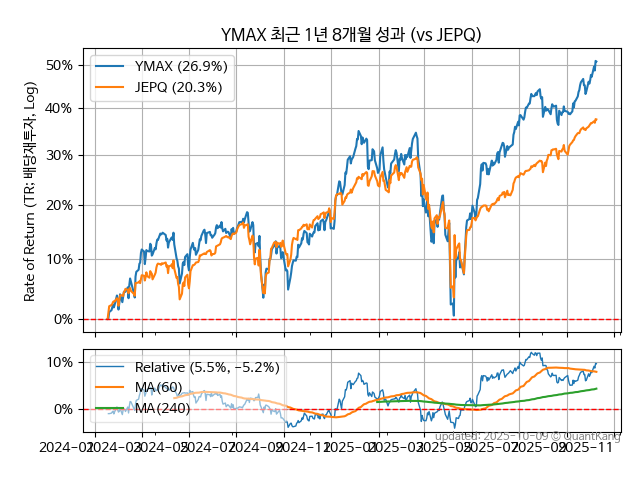 YMAX 최근 1년 8개월 성과 (vs JEPQ)
Rate of Return (TR: 배당재투자, Log)
50%
40%
30%
20%
10%
0%
YMAX (26.9%)
JEPQ (20.3%)
10%
0%
Relative (5.5%, -5.2%)
MA(60)
MA(240)
updated: 2025-10-09 © QuantKang
2024-01 2024-03 2024-05 2024-07 2024-09 2024-11 2025-01 2025-03 2025-05 2025-07 2025-09 2025-11